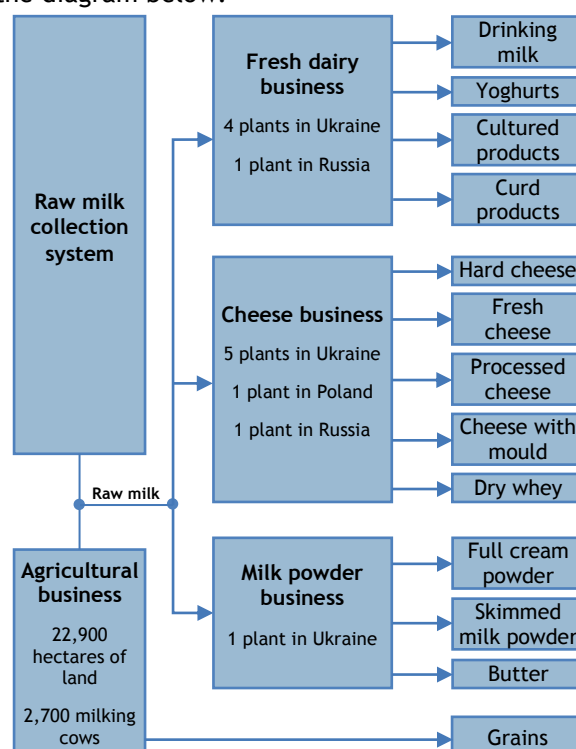 the diagram below.
Raw milk
collection
system
Raw milk
Agricultural
business
22,900
hectares of
land
2,700 milking
cows
Fresh dairy
business
4 plants in Ukraine
1 plant in Russia
Drinking
milk
Yoghurts
Cultured
products
Curd
products
Cheese business
5 plants in Ukraine
1 plant in Poland
1 plant in Russia
Hard cheese
Fresh
cheese
Processed
cheese
Cheese with
mould
Dry whey
Milk powder
business
1 plant in Ukraine
Full cream
powder
Skimmed
milk powder
Butter
Grains